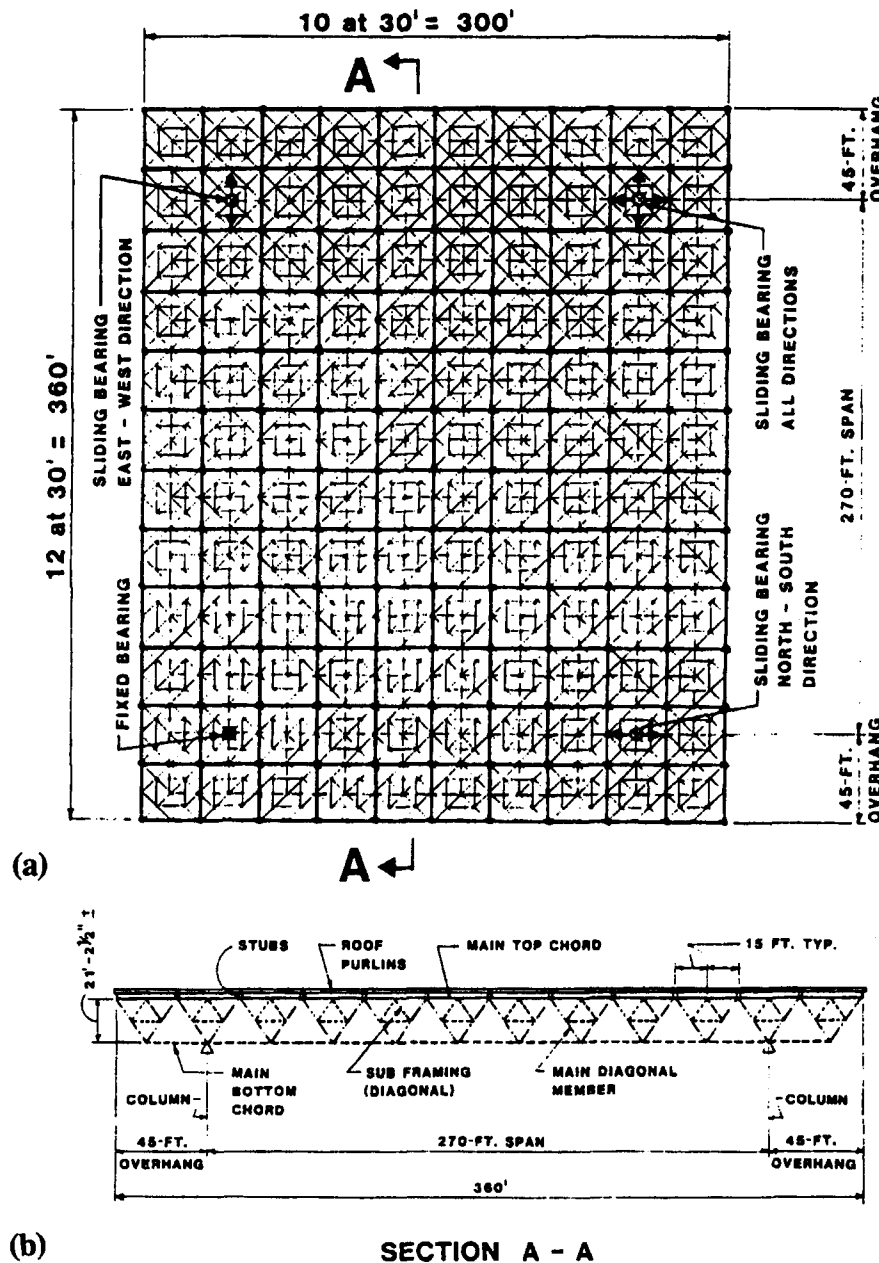 10 at 30' = 300'
A
45-FT.
OVERHANG
SLIDING BEARING
EAST - WEST DIRECTION
SLIDING BEARING
ALL DIRECTIONS
12 at 30' = 360'
270-FT. SPAN
FIXED BEARING
SLIDING BEARING
NORTH - SOUTH
DIRECTION
45-FT.
OVERHANG
(a)
A
21'-2½" ±
STUBS
ROOF
PURLINS
MAIN TOP CHORD
15 FT. TYP.
MAIN
BOTTOM
CHORD
SUB FRAMING
(DIAGONAL)
MAIN DIAGONAL
MEMBER
COLUMN
COLUMN
45-FT.
OVERHANG
270-FT. SPAN
45-FT.
OVERHANG
360'
(b)
SECTION A - A